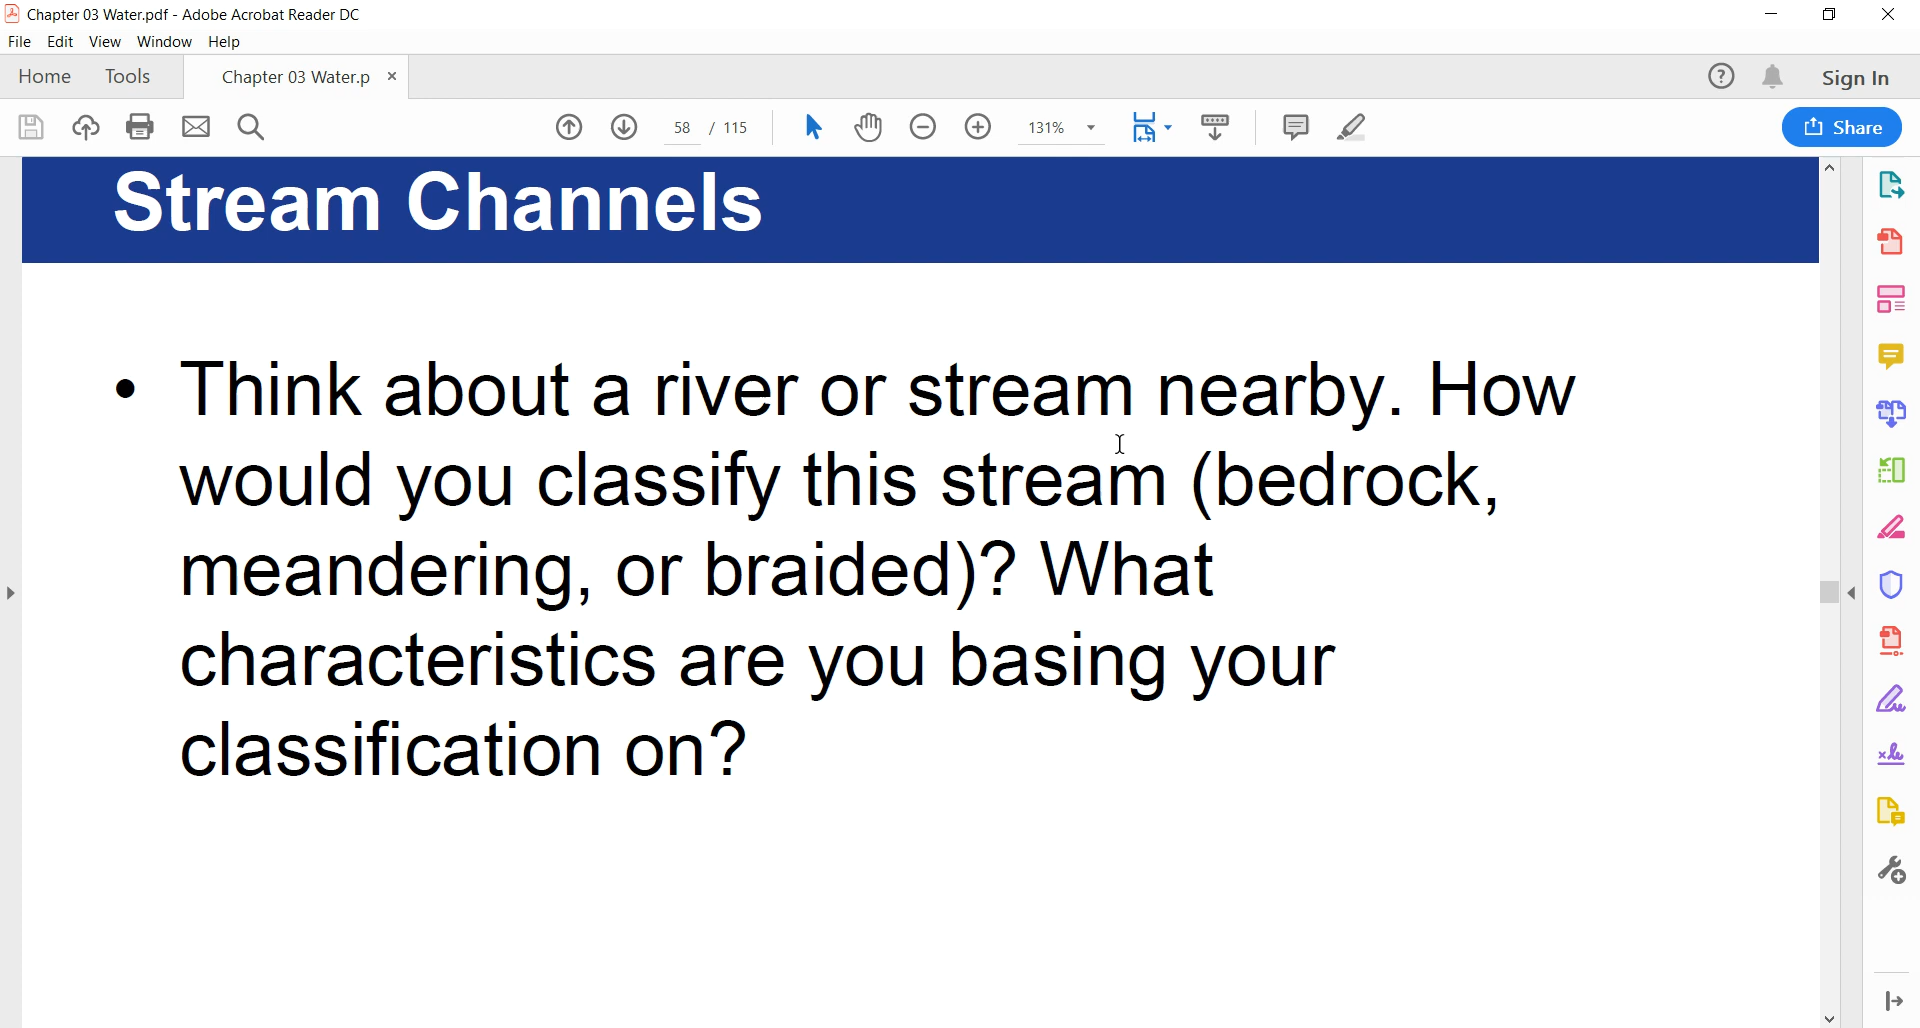 Chapter 03 Water.pdf - Adobe Acrobat Reader DC
File Edit View Window Help
Home Tools Chapter 03 Water.p × Sign In
58 / 115 131% Share
Stream Channels
• Think about a river or stream nearby. How
would you classify this stream (bedrock,
meandering, or braided)? What
characteristics are you basing your
classification on?